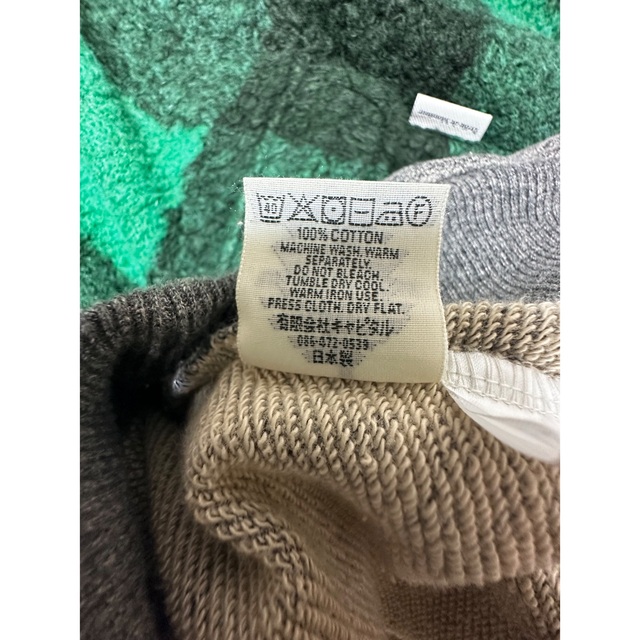 40 F
100% COTTON
MACHINE WASH, WARM
SEPARATELY.
DO NOT BLEACH.
TUMBLE DRY COOL.
WARM IRON USE.
PRESS CLOTH. DRY FLAT.
有限会社キャピタル
086-472-0539
日本製